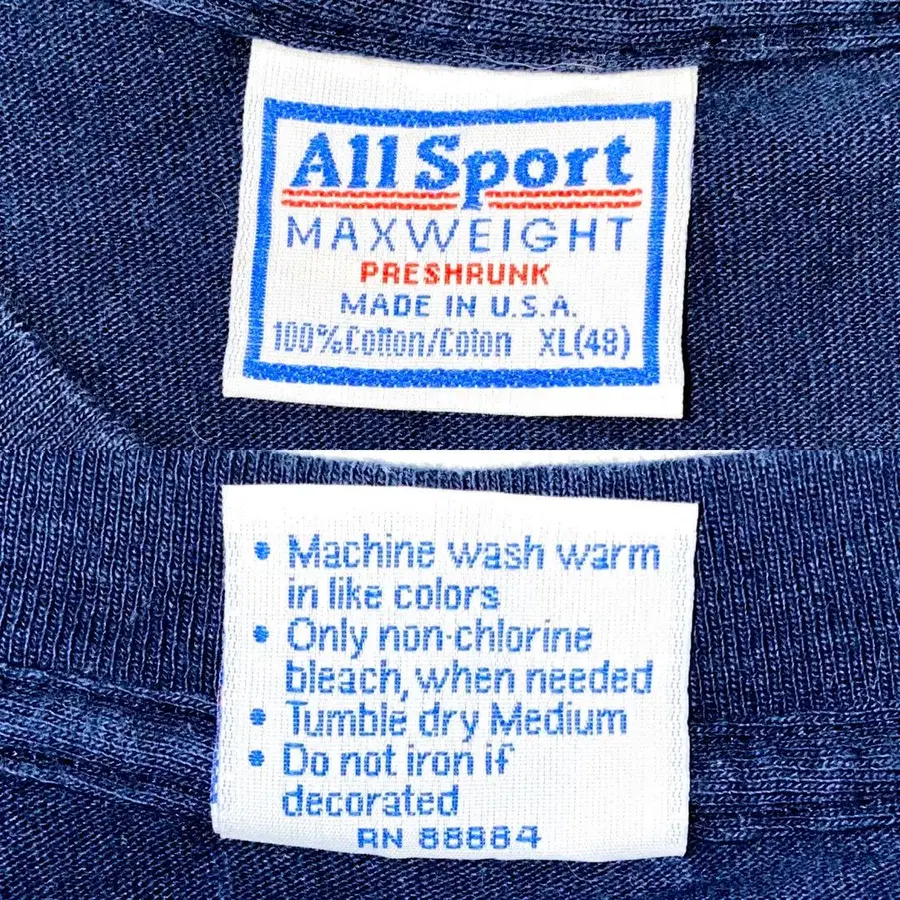 All Sport
MAXWEIGHT
PRESHRUNK
MADE IN U.S.A.
100% Cotton/Coton XL(48)
• Machine wash warm
in like colors
• Only non-chlorine
bleach, when needed
• Tumble dry Medium
• Do not iron if
decorated
RN 88884